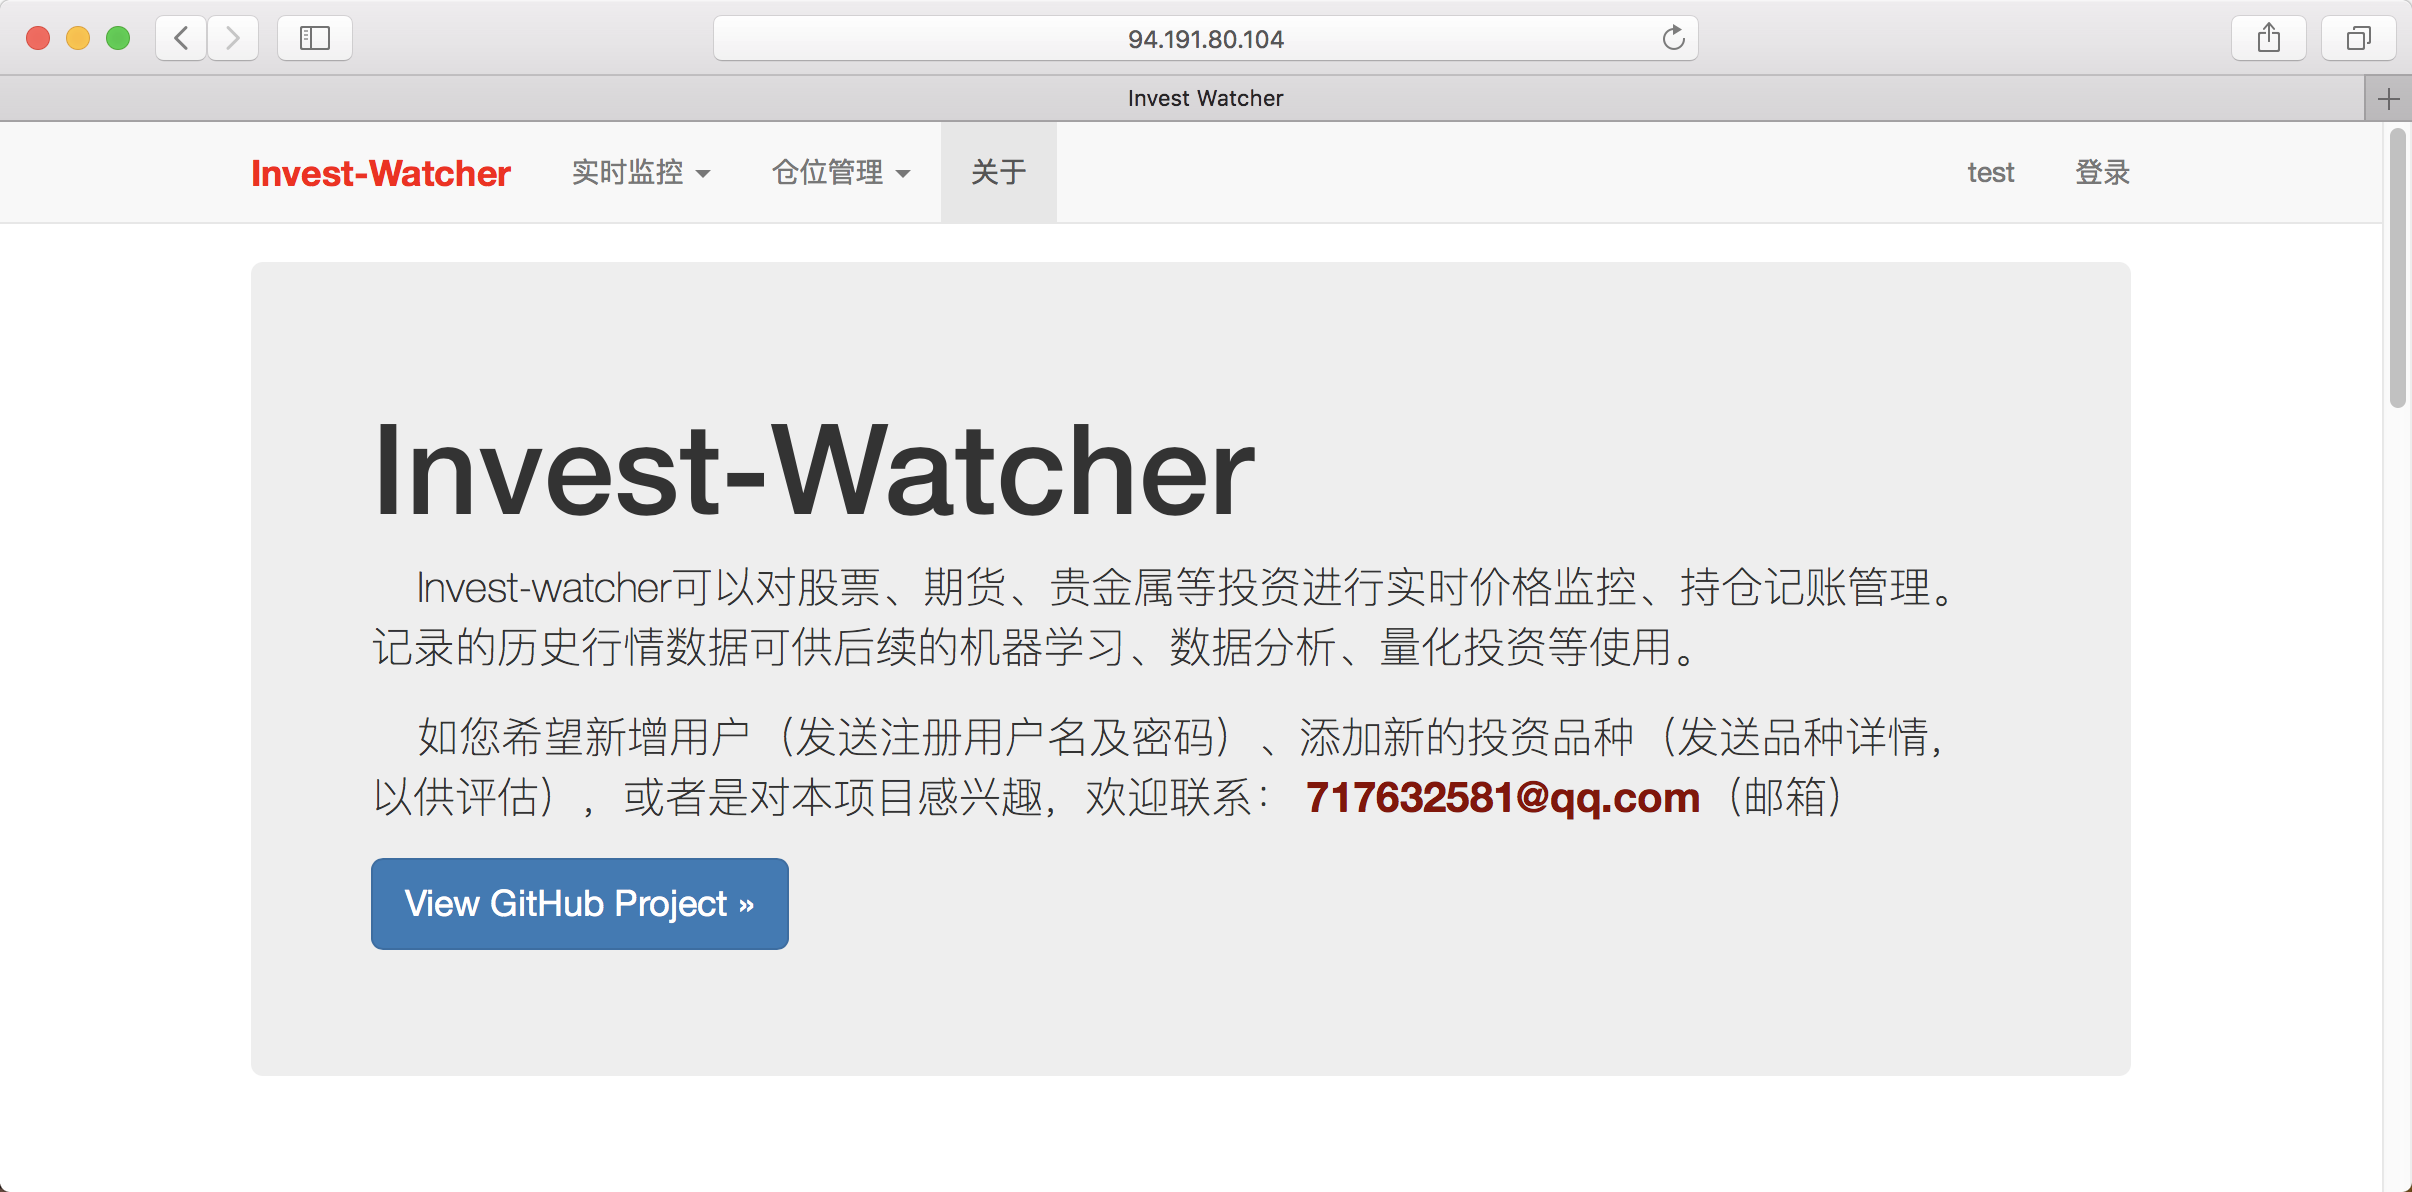 94.191.80.104
Invest Watcher
Invest-Watcher 实时监控 仓位管理 关于 test 登录
Invest-Watcher
Invest-watcher可以对股票、期货、贵金属等投资进行实时价格监控、持仓记账管理。
记录的历史行情数据可供后续的机器学习、数据分析、量化投资等使用。
如您希望新增用户（发送注册用户名及密码）、添加新的投资品种（发送品种详情，
以供评估），或者是对本项目感兴趣，欢迎联系： 717632581@qq.com（邮箱）
View GitHub Project »